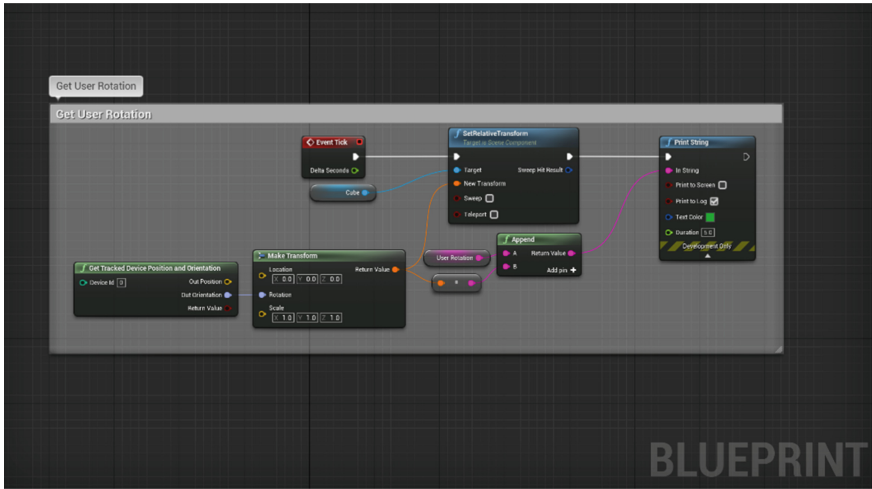 Get User Rotation
Get User Rotation
Event Tick
Delta Seconds
Cube
SetRelativeTransform
Target is Scene Component
Target
Sweep Hit Result
New Transform
Sweep
Teleport
Print String
In String
Print to Screen
Print to Log
Text Color
Duration 5.0
Development Only
Append
A
Return Value
B
Add pin +
User Rotation
Make Transform
Location
Return Value
X 0.0 Y 0.0 Z 0.0
Rotation
Scale
X 1.0 Y 1.0 Z 1.0
Get Tracked Device Position and Orientation
Device Id
Out Position
Out Orientation
Return Value
BLUEPRINT